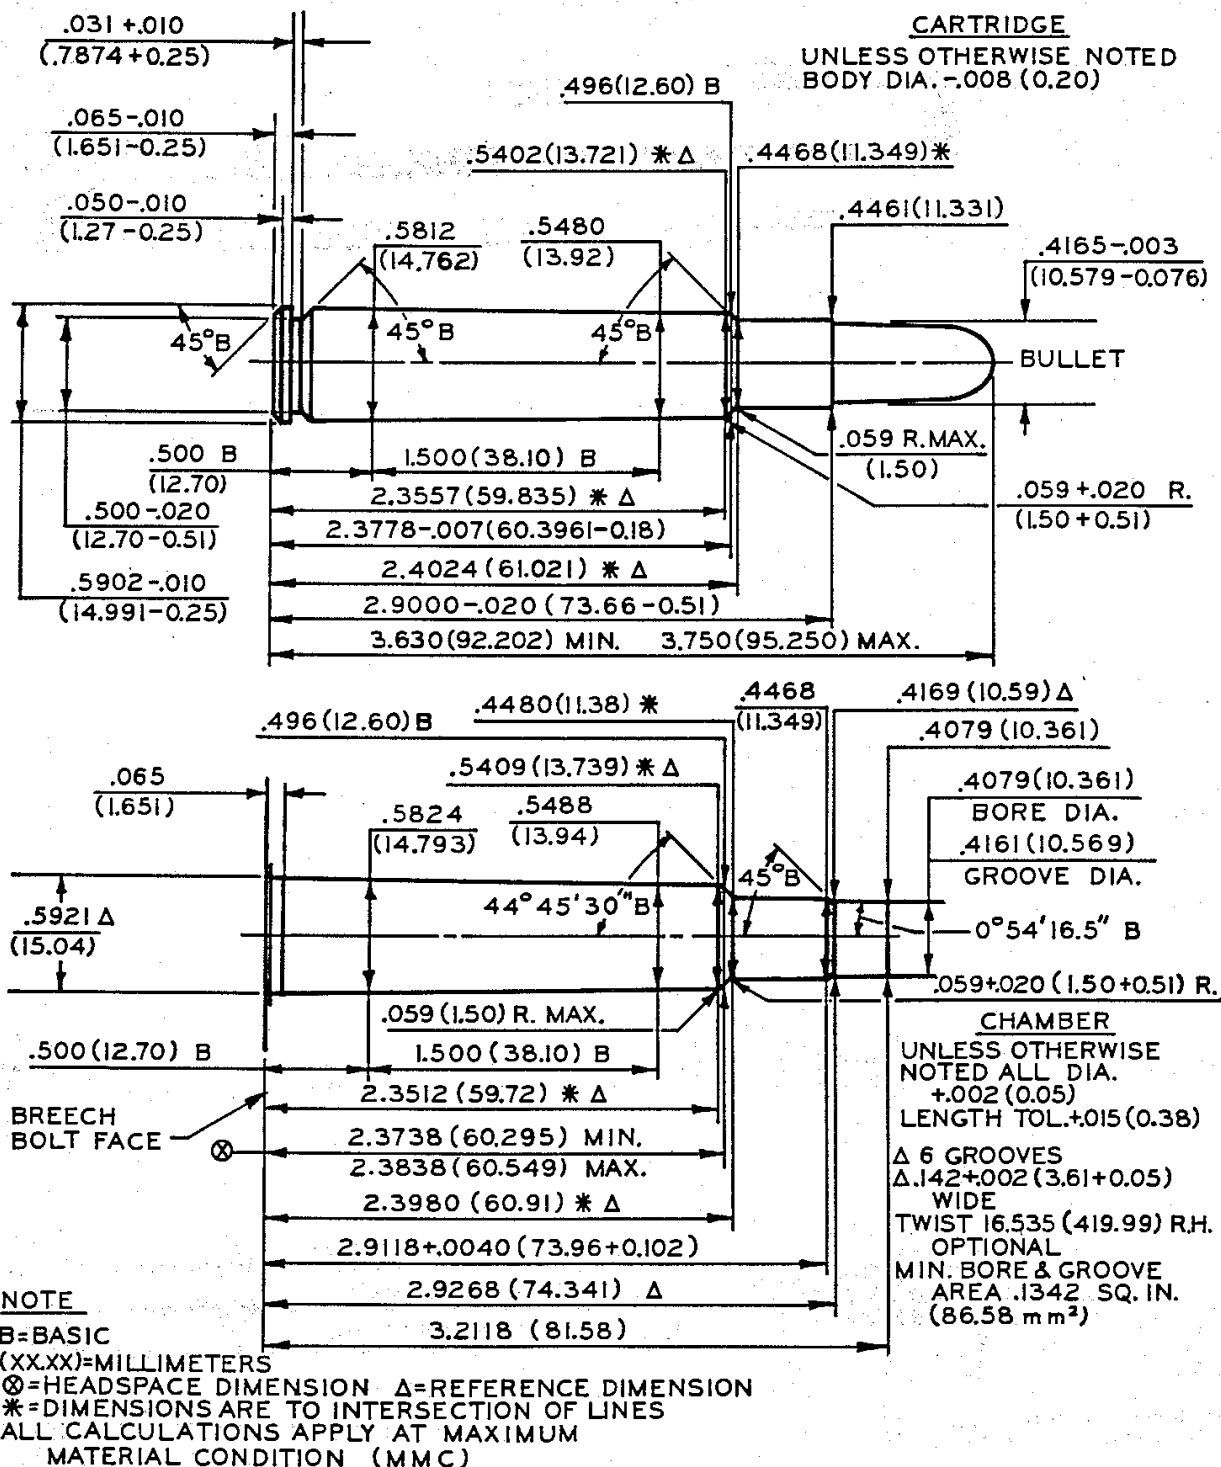 CARTRIDGE
UNLESS OTHERWISE NOTED
BODY DIA. -.008 (0.20)
.031 +.010
(.7874+0.25)
.496(12.60) B
.065-.010
(1.651-0.25)
.5402(13.721) * Δ
.4468(11.349)*
.050-.010
(1.27-0.25)
.5812
(14.762)
.5480
(13.92)
.4461(11.331)
.4165-.003
(10.579-0.076)
45°B
45°B
45°B
BULLET
.500 B
(12.70)
1.500(38.10) B
.059 R.MAX.
(1.50)
2.3557(59.835) * Δ
.059+.020 R.
(1.50+0.51)
.500-.020
(12.70-0.51)
2.3778-.007(60.3961-0.18)
.5902-.010
(14.991-0.25)
2.4024 (61.021) * Δ
2.9000-.020 (73.66-0.51)
3.630(92.202) MIN. 3.750(95.250) MAX.
.496(12.60) B
.4480(11.38) *
.4468
(11.349)
.4169(10.59) Δ
.4079 (10.361)
.065
(1.651)
.5409(13.739) * Δ
.4079(10.361)
BORE DIA.
.5824
(14.793)
.5488
(13.94)
.4161(10.569)
GROOVE DIA.
45°B
.5921 Δ
(15.04)
44°45'30"B
0°54'16.5" B
.059+.020 (1.50+0.51) R.
.059 (1.50) R. MAX.
.500(12.70) B
1.500(38.10) B
2.3512 (59.72) * Δ
BREECH
BOLT FACE
⊗
2.3738(60.295) MIN.
2.3838(60.549) MAX.
2.3980 (60.91) * Δ
2.9118+.0040(73.96+0.102)
2.9268 (74.341) Δ
3.2118 (81.58)
CHAMBER
UNLESS OTHERWISE
NOTED ALL DIA.
+.002 (0.05)
LENGTH TOL.+.015(0.38)
Δ 6 GROOVES
Δ.142+.002(3.61+0.05)
WIDE
TWIST 16.535 (419.99) R.H.
OPTIONAL
MIN. BORE & GROOVE
AREA .1342 SQ. IN.
(86.58 mm²)
NOTE
B=BASIC
(XX.XX)=MILLIMETERS
⊗=HEADSPACE DIMENSION Δ=REFERENCE DIMENSION
*=DIMENSIONS ARE TO INTERSECTION OF LINES
ALL CALCULATIONS APPLY AT MAXIMUM
MATERIAL CONDITION (MMC)